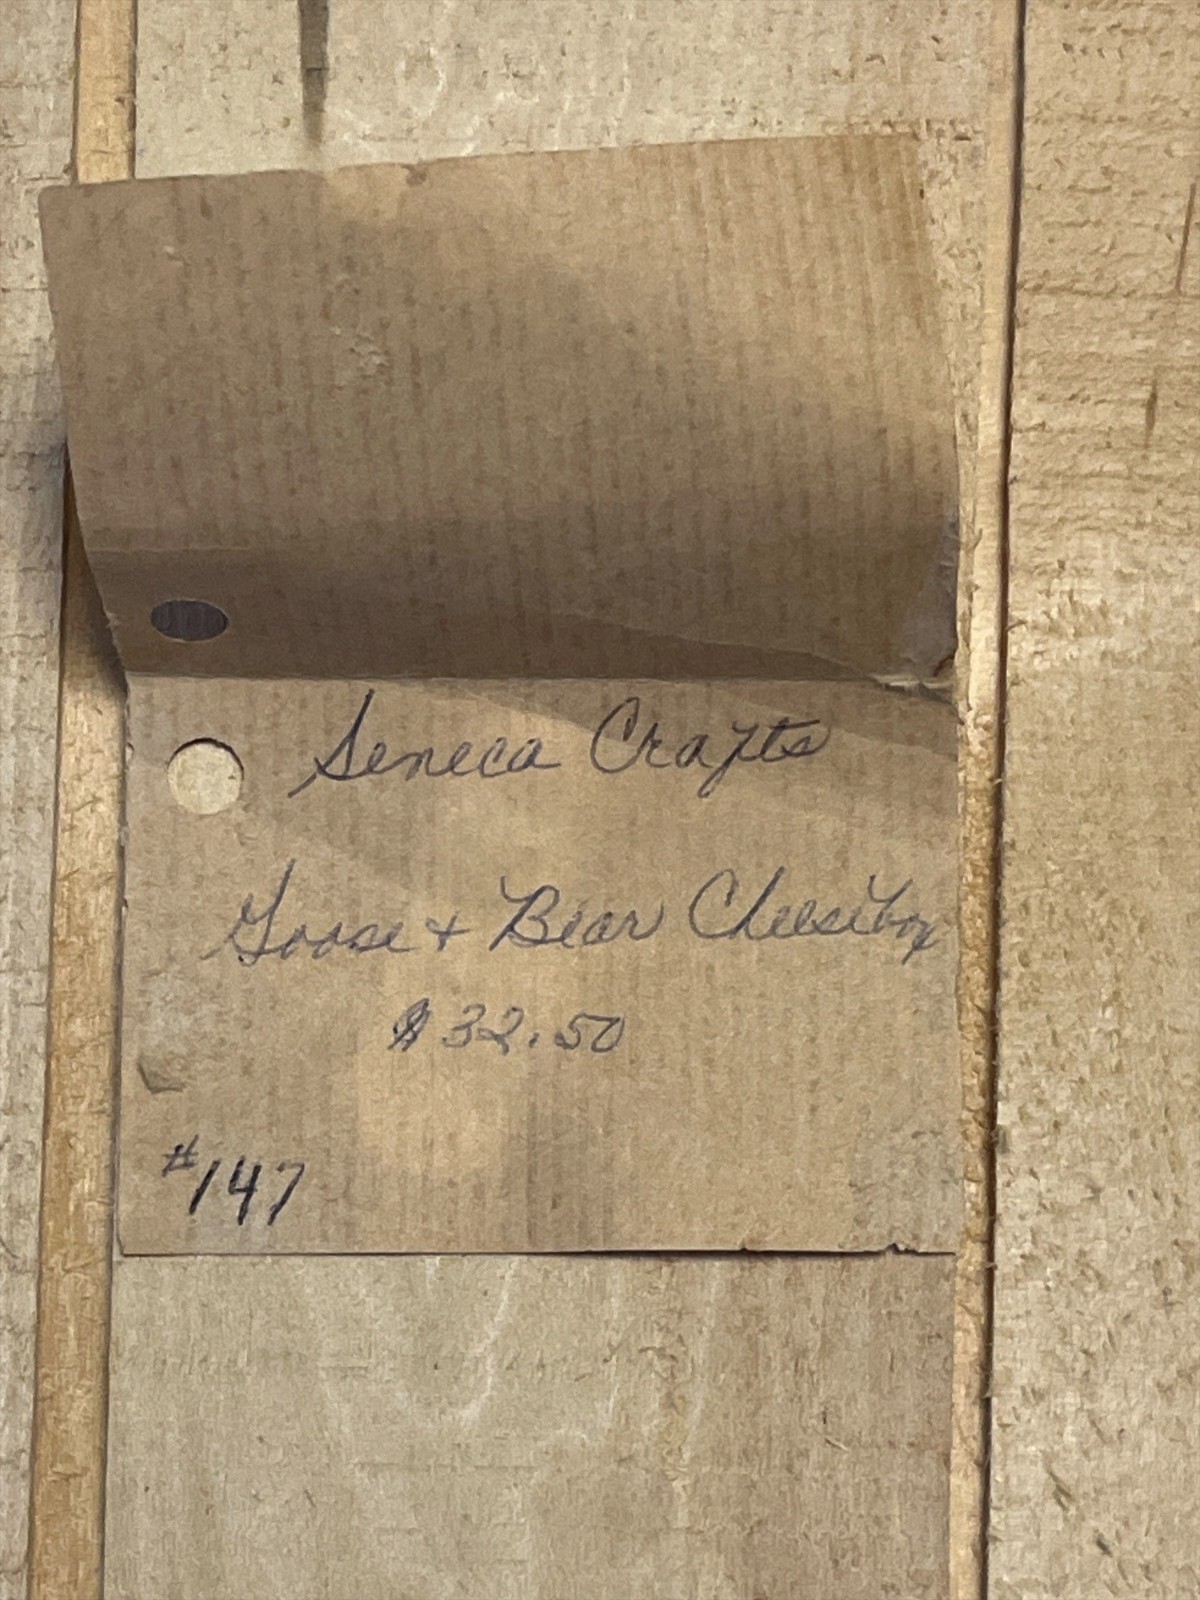 Seneca Crafts
Goose + Bear Cheesebox
$32.50
#147